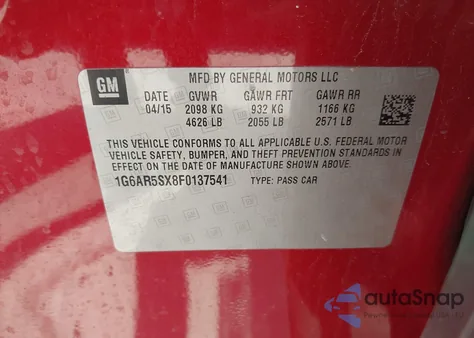 GM
MFD BY GENERAL MOTORS LLC
DATE GVWR GAWR FRT GAWR RR
04/15 2098 KG 932 KG 1166 KG
4626 LB 2055 LB 2571 LB
THIS VEHICLE CONFORMS TO ALL APPLICABLE U.S. FEDERAL MOTOR
VEHICLE SAFETY, BUMPER, AND THEFT PREVENTION STANDARDS IN
EFFECT ON THE DATE OF MANUFACTURE SHOWN ABOVE.
1G6AR5SX8F0137541 TYPE: PASS CAR
autoSnap